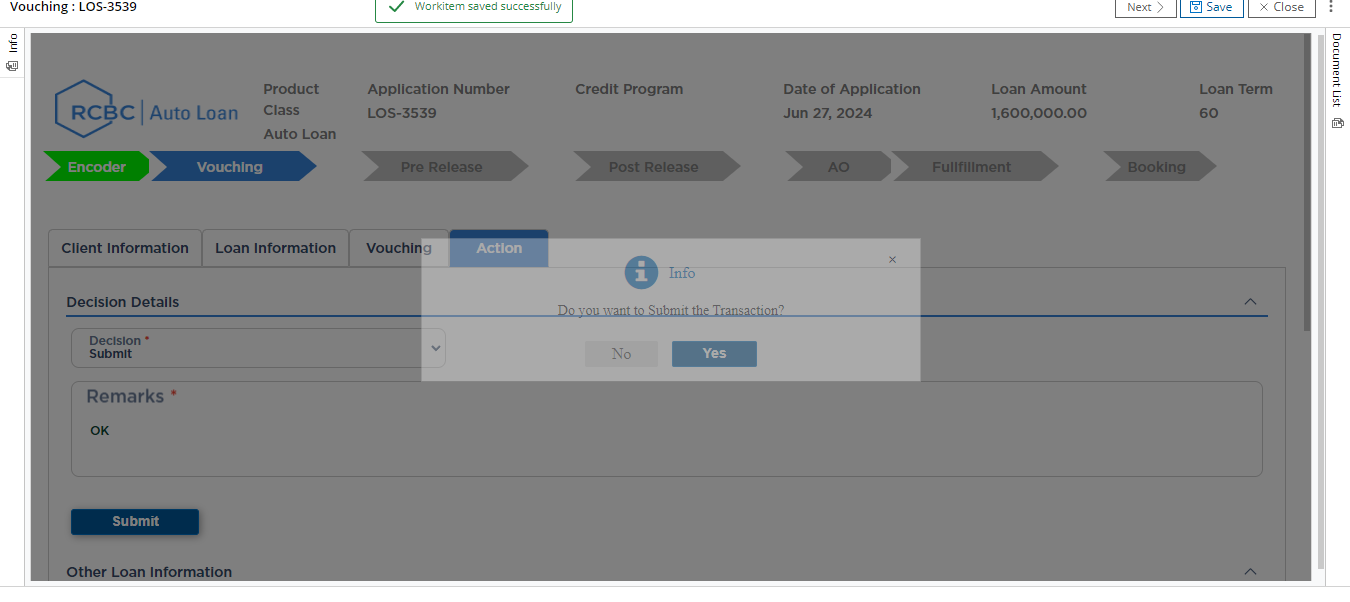 Vouching : LOS-3539
Workitem saved successfully
Next
Save
Close
Info
Document List
RCBC Auto Loan
Product Class
Auto Loan
Application Number
LOS-3539
Credit Program
Date of Application
Jun 27, 2024
Loan Amount
1,600,000.00
Loan Term
60
Encoder
Vouching
Pre Release
Post Release
AO
Fullfillment
Booking
Client Information
Loan Information
Vouching
Action
Info
Do you want to Submit the Transaction?
No
Yes
Decision Details
Decision *
Submit
Remarks *
OK
Submit
Other Loan Information